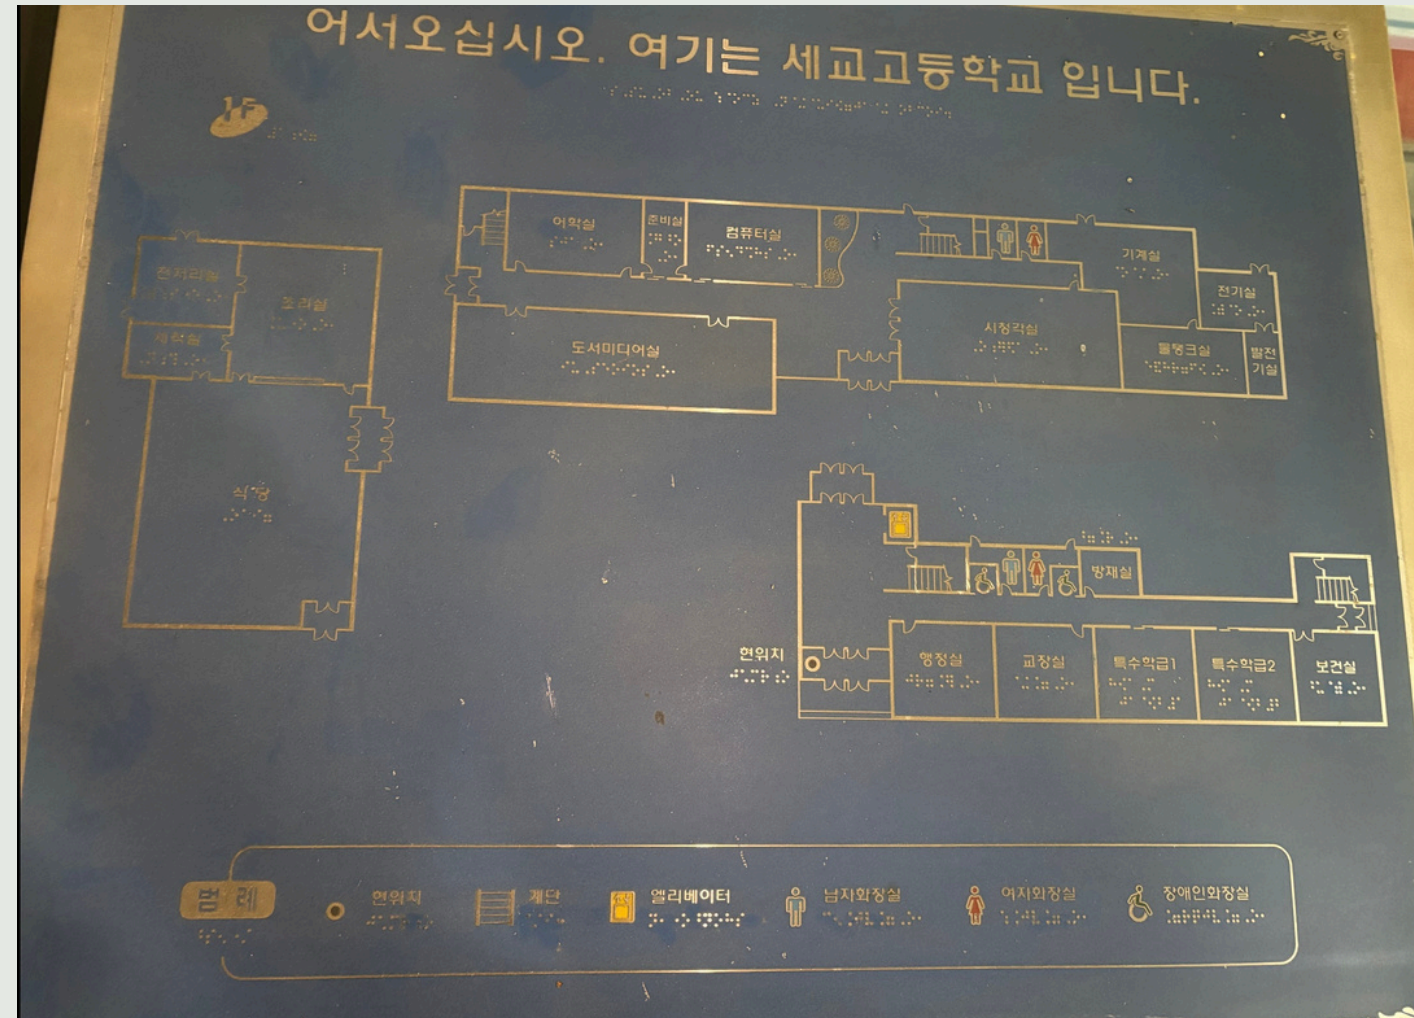 어서오십시오. 여기는 세교고등학교 입니다.
1F
어학실
준비실
컴퓨터실
기계실
전기실
전처리실
조리실
세척실
도서미디어실
시청각실
물탱크실
발전
기실
식당
방재실
현위치
행정실
교장실
특수학급1
특수학급2
보건실
범 례
현위치
계단
엘리베이터
남자화장실
여자화장실
장애인화장실